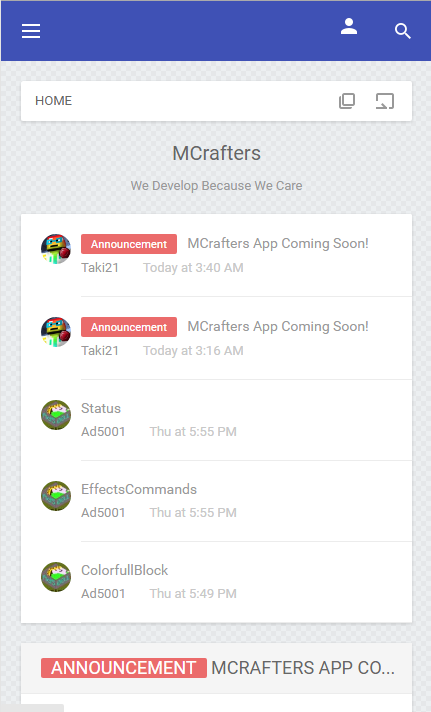 HOME
MCrafters
We Develop Because We Care
Announcement MCrafters App Coming Soon!
Taki21 Today at 3:40 AM
Announcement MCrafters App Coming Soon!
Taki21 Today at 3:16 AM
Status
Ad5001 Thu at 5:55 PM
EffectsCommands
Ad5001 Thu at 5:55 PM
ColorfullBlock
Ad5001 Thu at 5:49 PM
ANNOUNCEMENT MCRAFTERS APP CO...